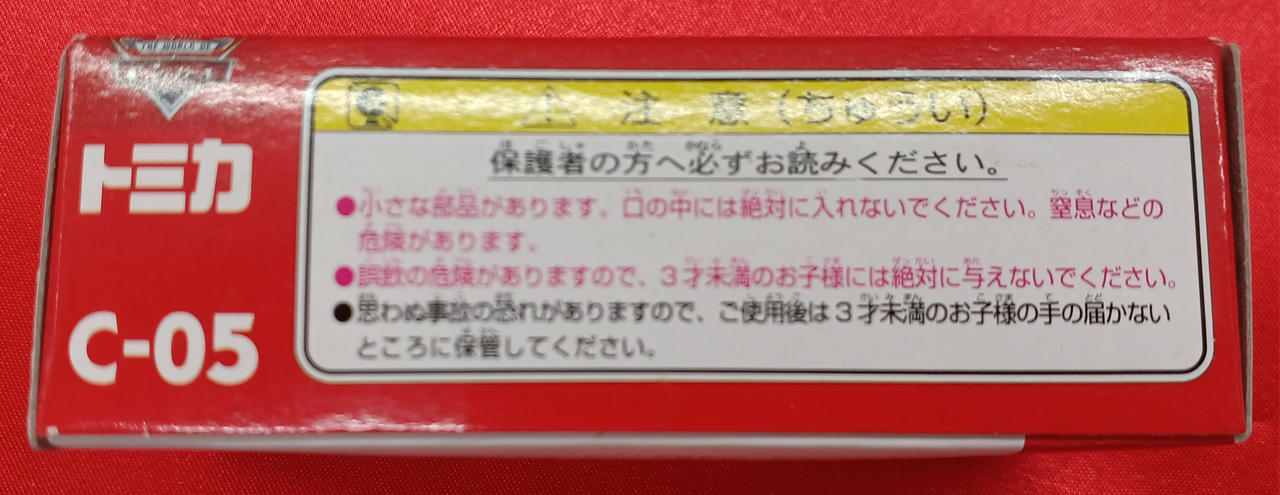 THE WORLD OF
トミカ
C-05
注 意（ちゅうい）
保護者の方へ必ずお読みください。
●小さな部品があります。口の中には絶対に入れないでください。窒息などの
危険があります。
●誤飲の危険がありますので、3才未満のお子様には絶対に与えないでください。
●思わぬ事故の恐れがありますので、ご使用後は3才未満のお子様の手の届かない
ところに保管してください。